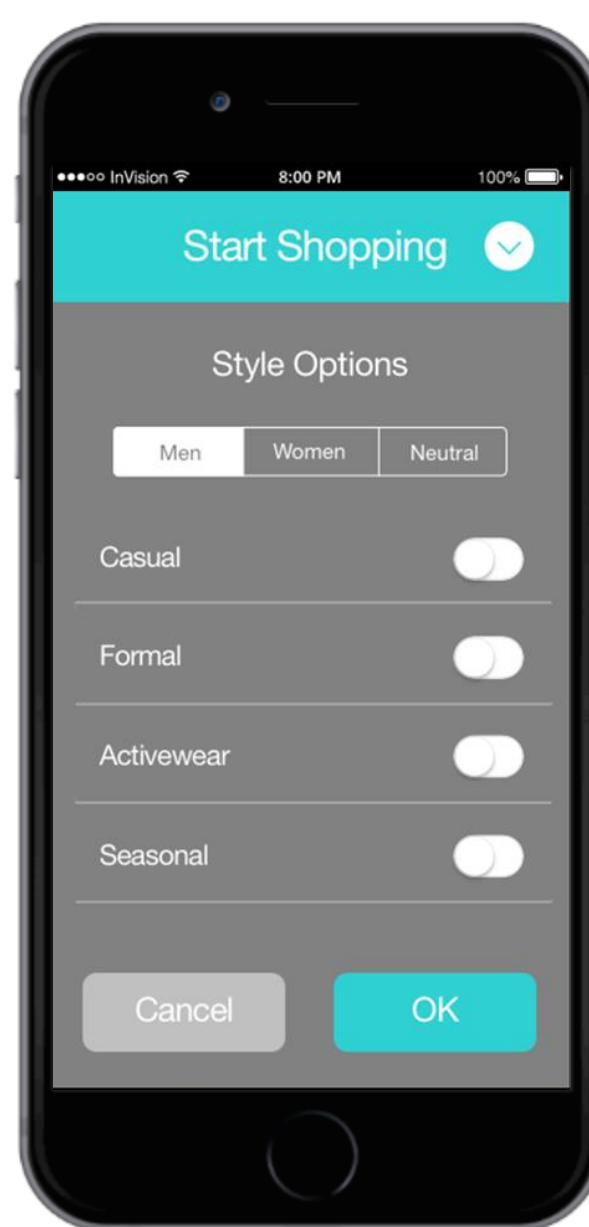 InVision 8:00 PM 100%
Start Shopping
Style Options
Men Women Neutral
Casual
Formal
Activewear
Seasonal
Cancel OK